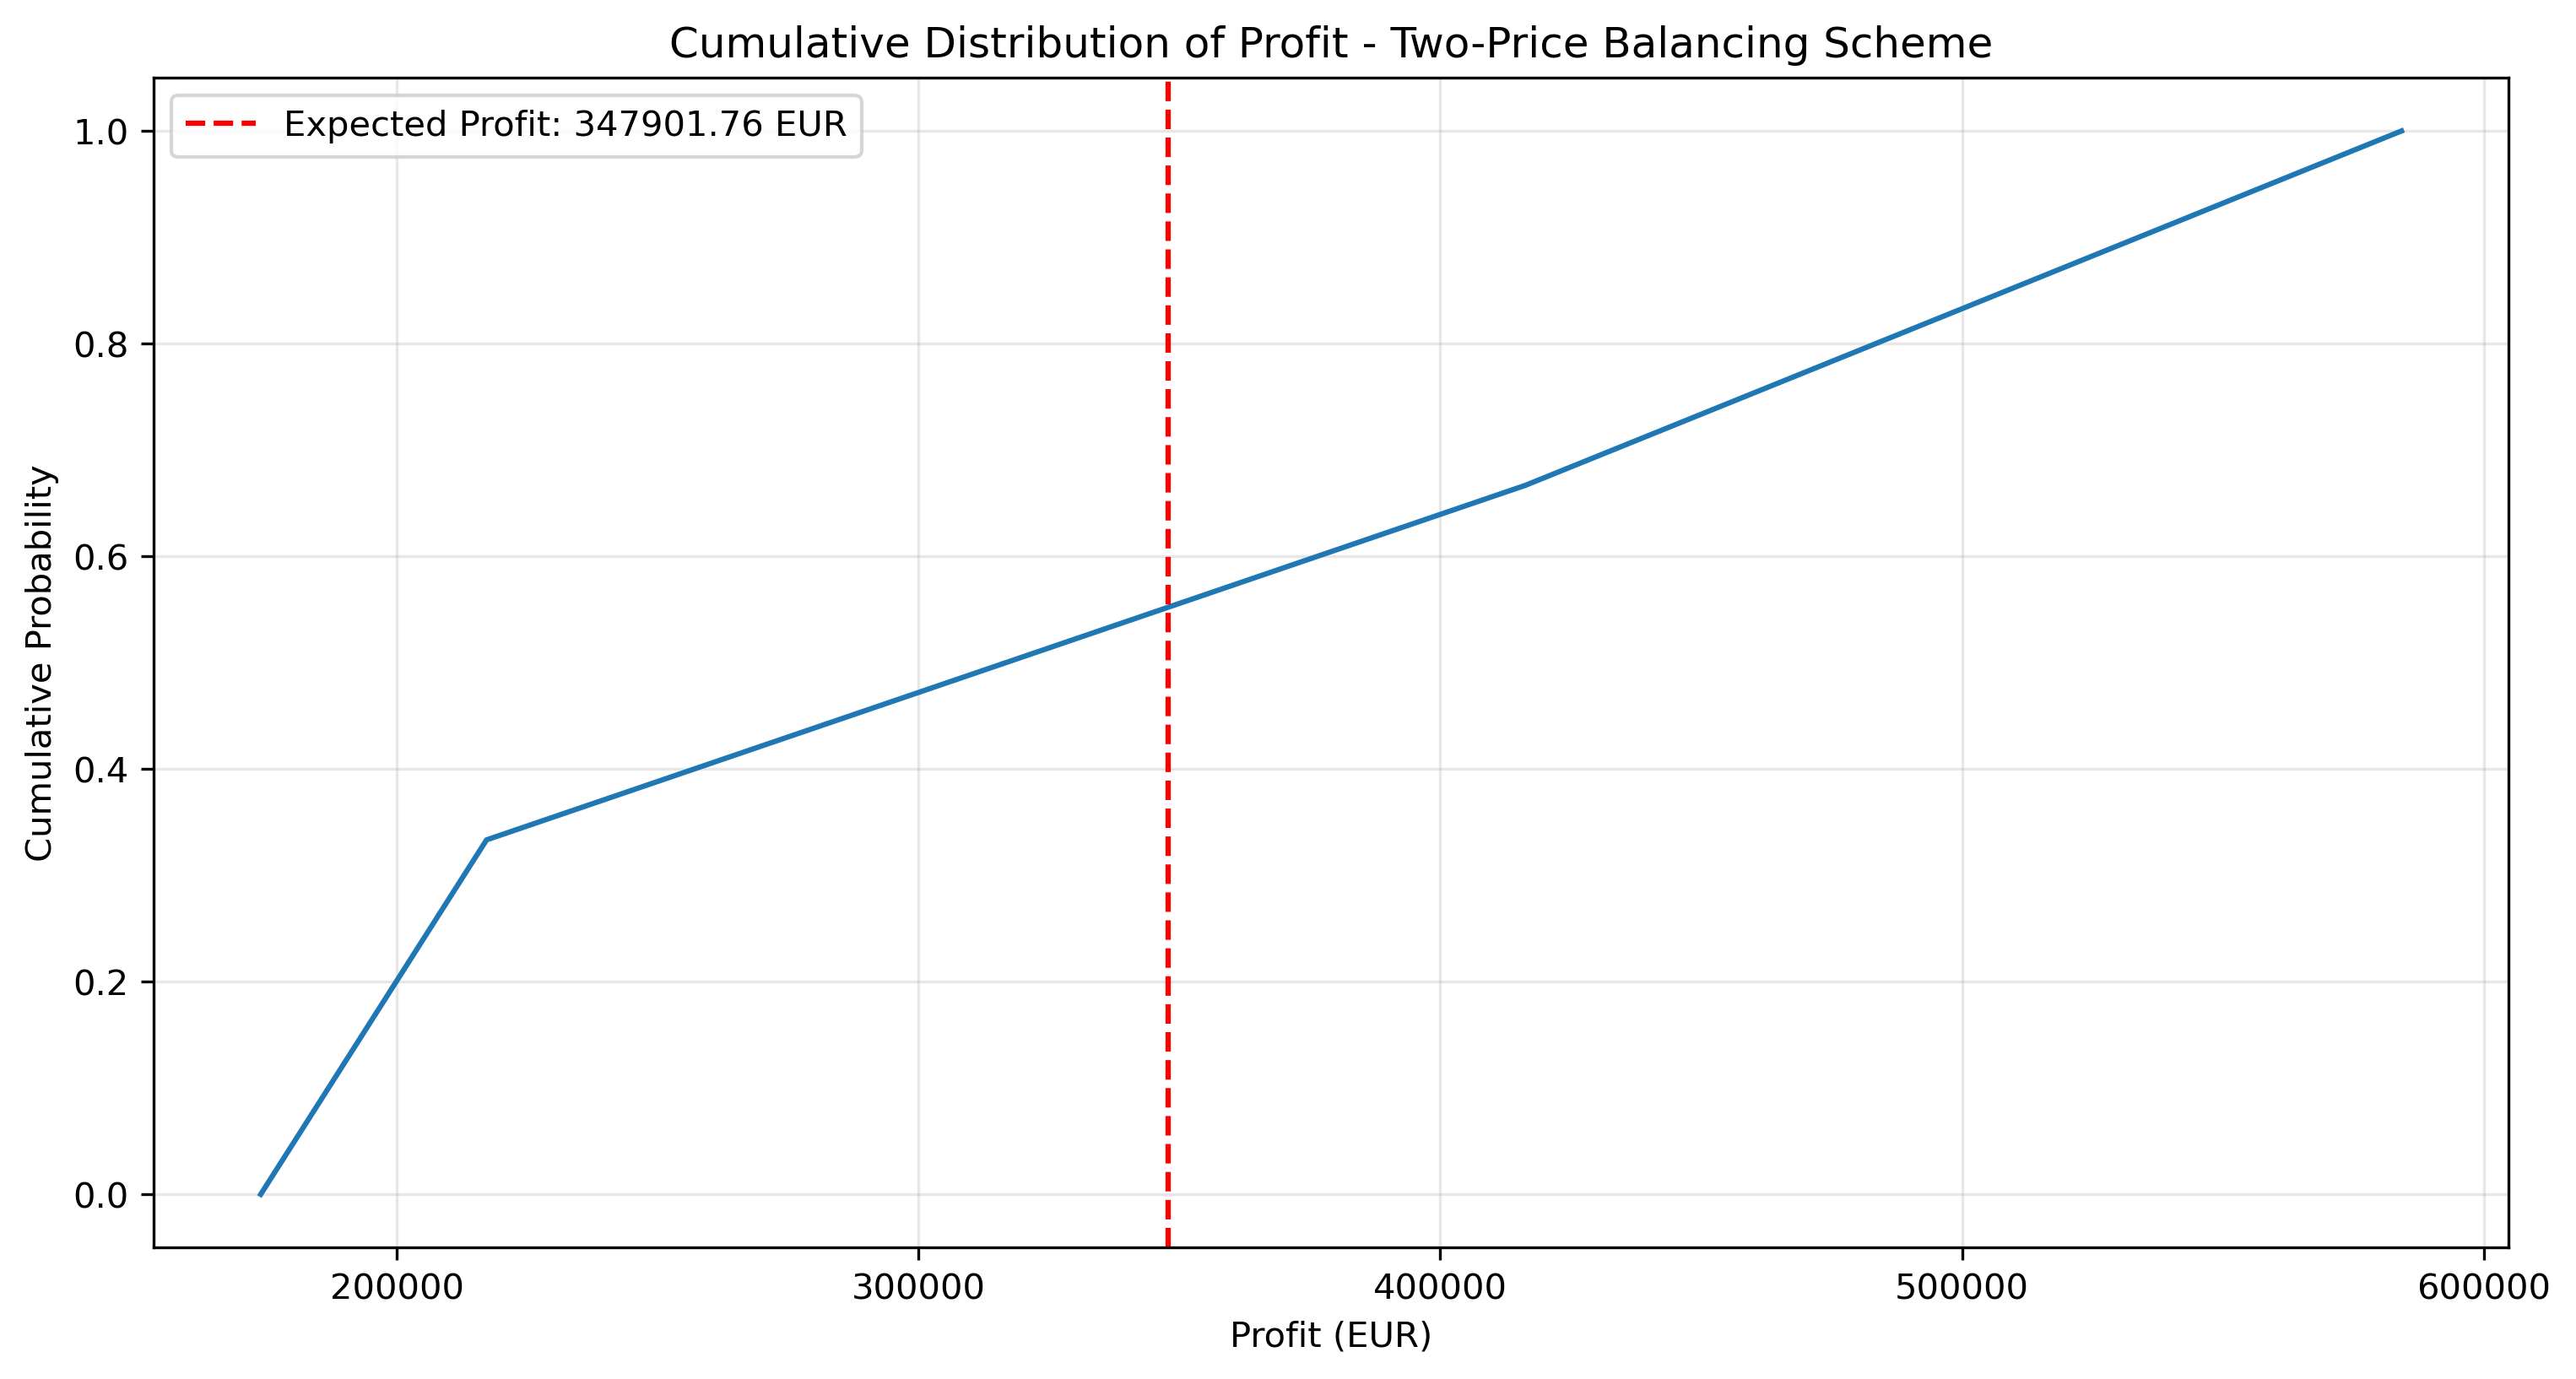 Cumulative Distribution of Profit - Two-Price Balancing Scheme
Expected Profit: 347901.76 EUR
1.0
0.8
0.6
0.4
0.2
0.0
Cumulative Probability
200000
300000
400000
500000
600000
Profit (EUR)